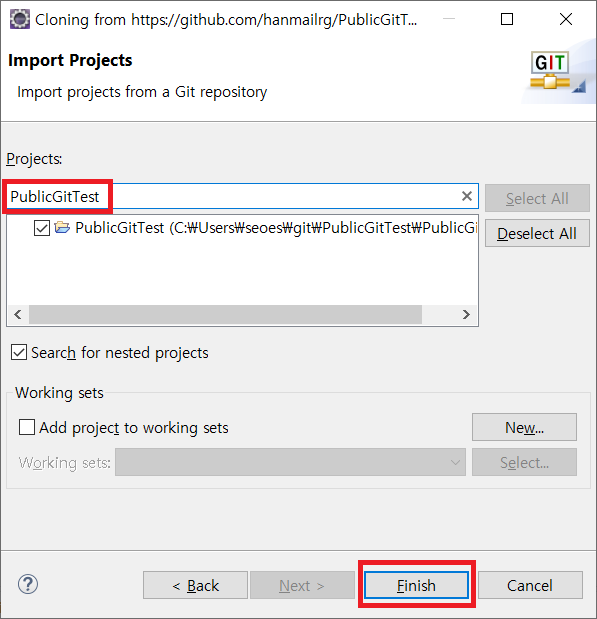 Cloning from https://github.com/hanmailrg/PublicGitT...
Import Projects
Import projects from a Git repository
GIT
Projects:
PublicGitTest
Select All
PublicGitTest (C:₩Users₩seoes₩git₩PublicGitTest₩PublicGi
Deselect All
Search for nested projects
Working sets
Add project to working sets
New...
Working sets:
Select...
?
< Back
Next >
Finish
Cancel